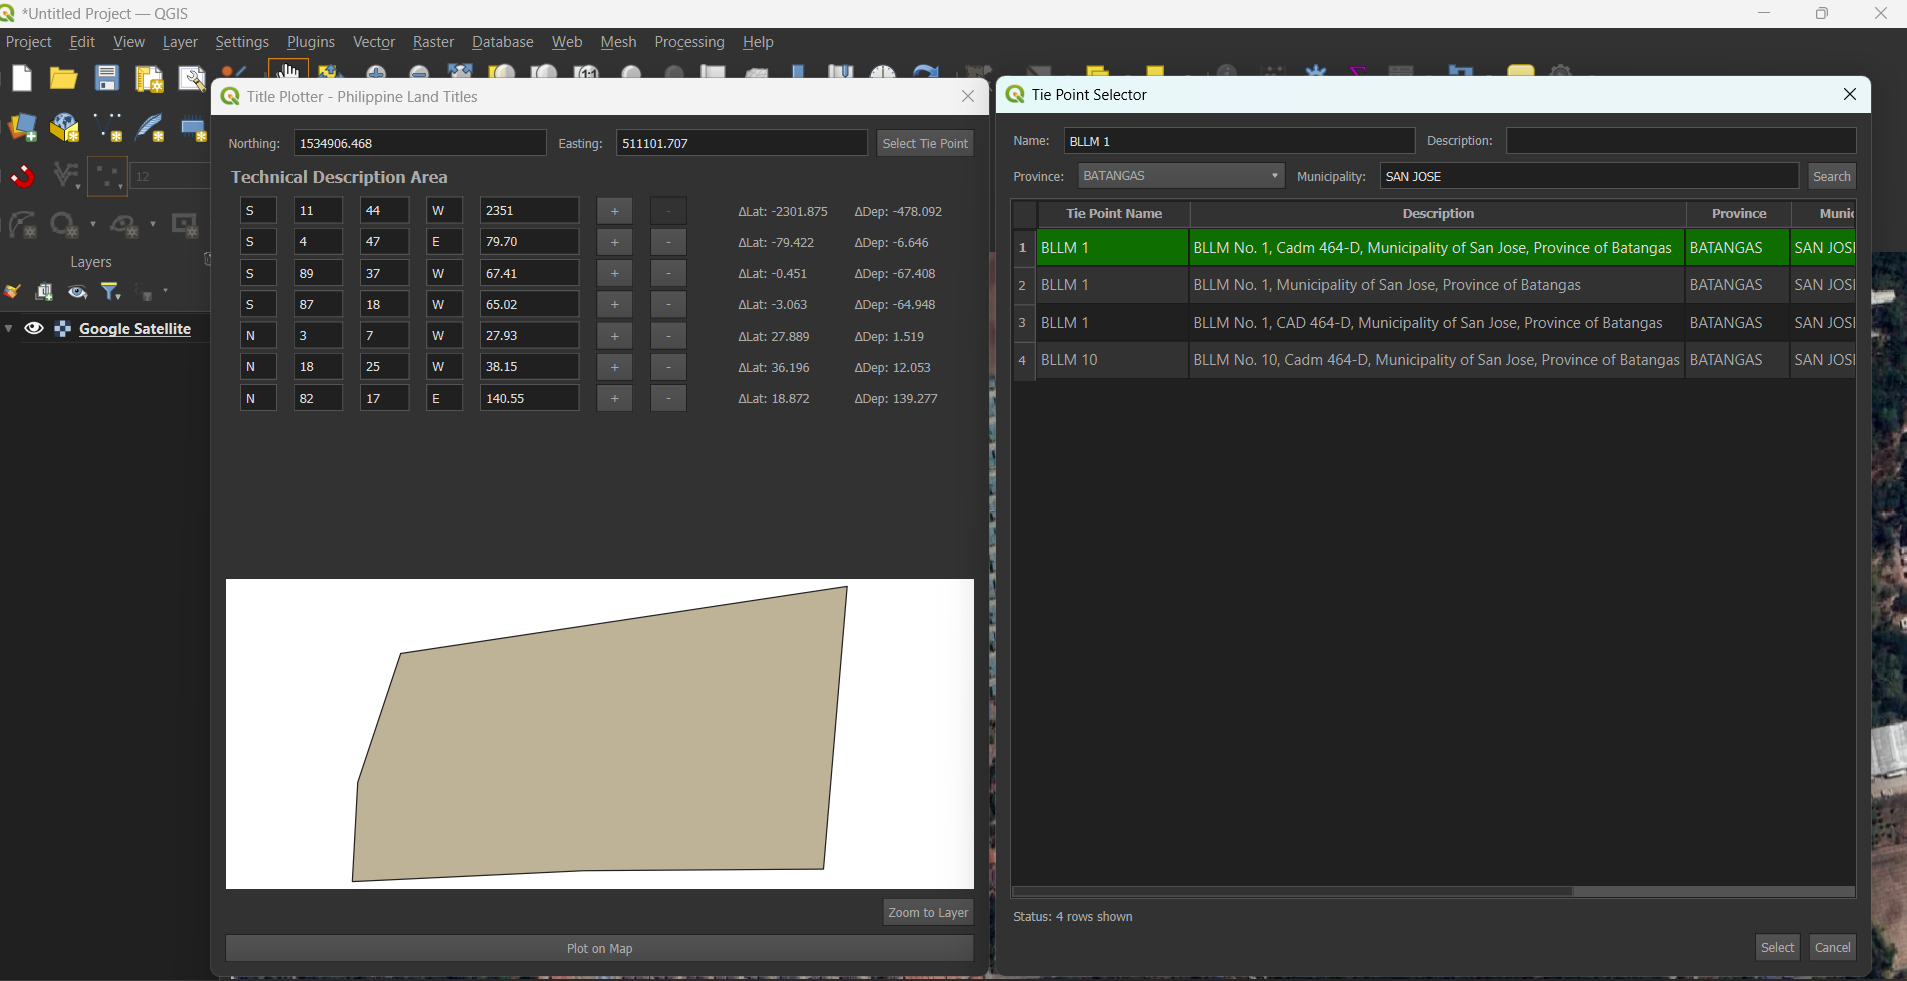 *Untitled Project — QGIS
Project Edit View Layer Settings Plugins Vector Raster Database Web Mesh Processing Help
12
Layers
Google Satellite
Title Plotter - Philippine Land Titles
Northing: 1534906.468 Easting: 511101.707 Select Tie Point
Technical Description Area
S 11 44 W 2351 + - ΔLat: -2301.875 ΔDep: -478.092
S 4 47 E 79.70 + - ΔLat: -79.422 ΔDep: -6.646
S 89 37 W 67.41 + - ΔLat: -0.451 ΔDep: -67.408
S 87 18 W 65.02 + - ΔLat: -3.063 ΔDep: -64.948
N 3 7 W 27.93 + - ΔLat: 27.889 ΔDep: 1.519
N 18 25 W 38.15 + - ΔLat: 36.196 ΔDep: 12.053
N 82 17 E 140.55 + - ΔLat: 18.872 ΔDep: 139.277
Zoom to Layer
Plot on Map
Tie Point Selector
Name: BLLM 1 Description:
Province: BATANGAS Municipality: SAN JOSE Search
Tie Point Name Description Province Munic
1 BLLM 1 BLLM No. 1, Cadm 464-D, Municipality of San Jose, Province of Batangas BATANGAS SAN JOSE
2 BLLM 1 BLLM No. 1, Municipality of San Jose, Province of Batangas BATANGAS SAN JOSE
3 BLLM 1 BLLM No. 1, CAD 464-D, Municipality of San Jose, Province of Batangas BATANGAS SAN JOSE
4 BLLM 10 BLLM No. 10, Cadm 464-D, Municipality of San Jose, Province of Batangas BATANGAS SAN JOSE
Status: 4 rows shown
Select Cancel